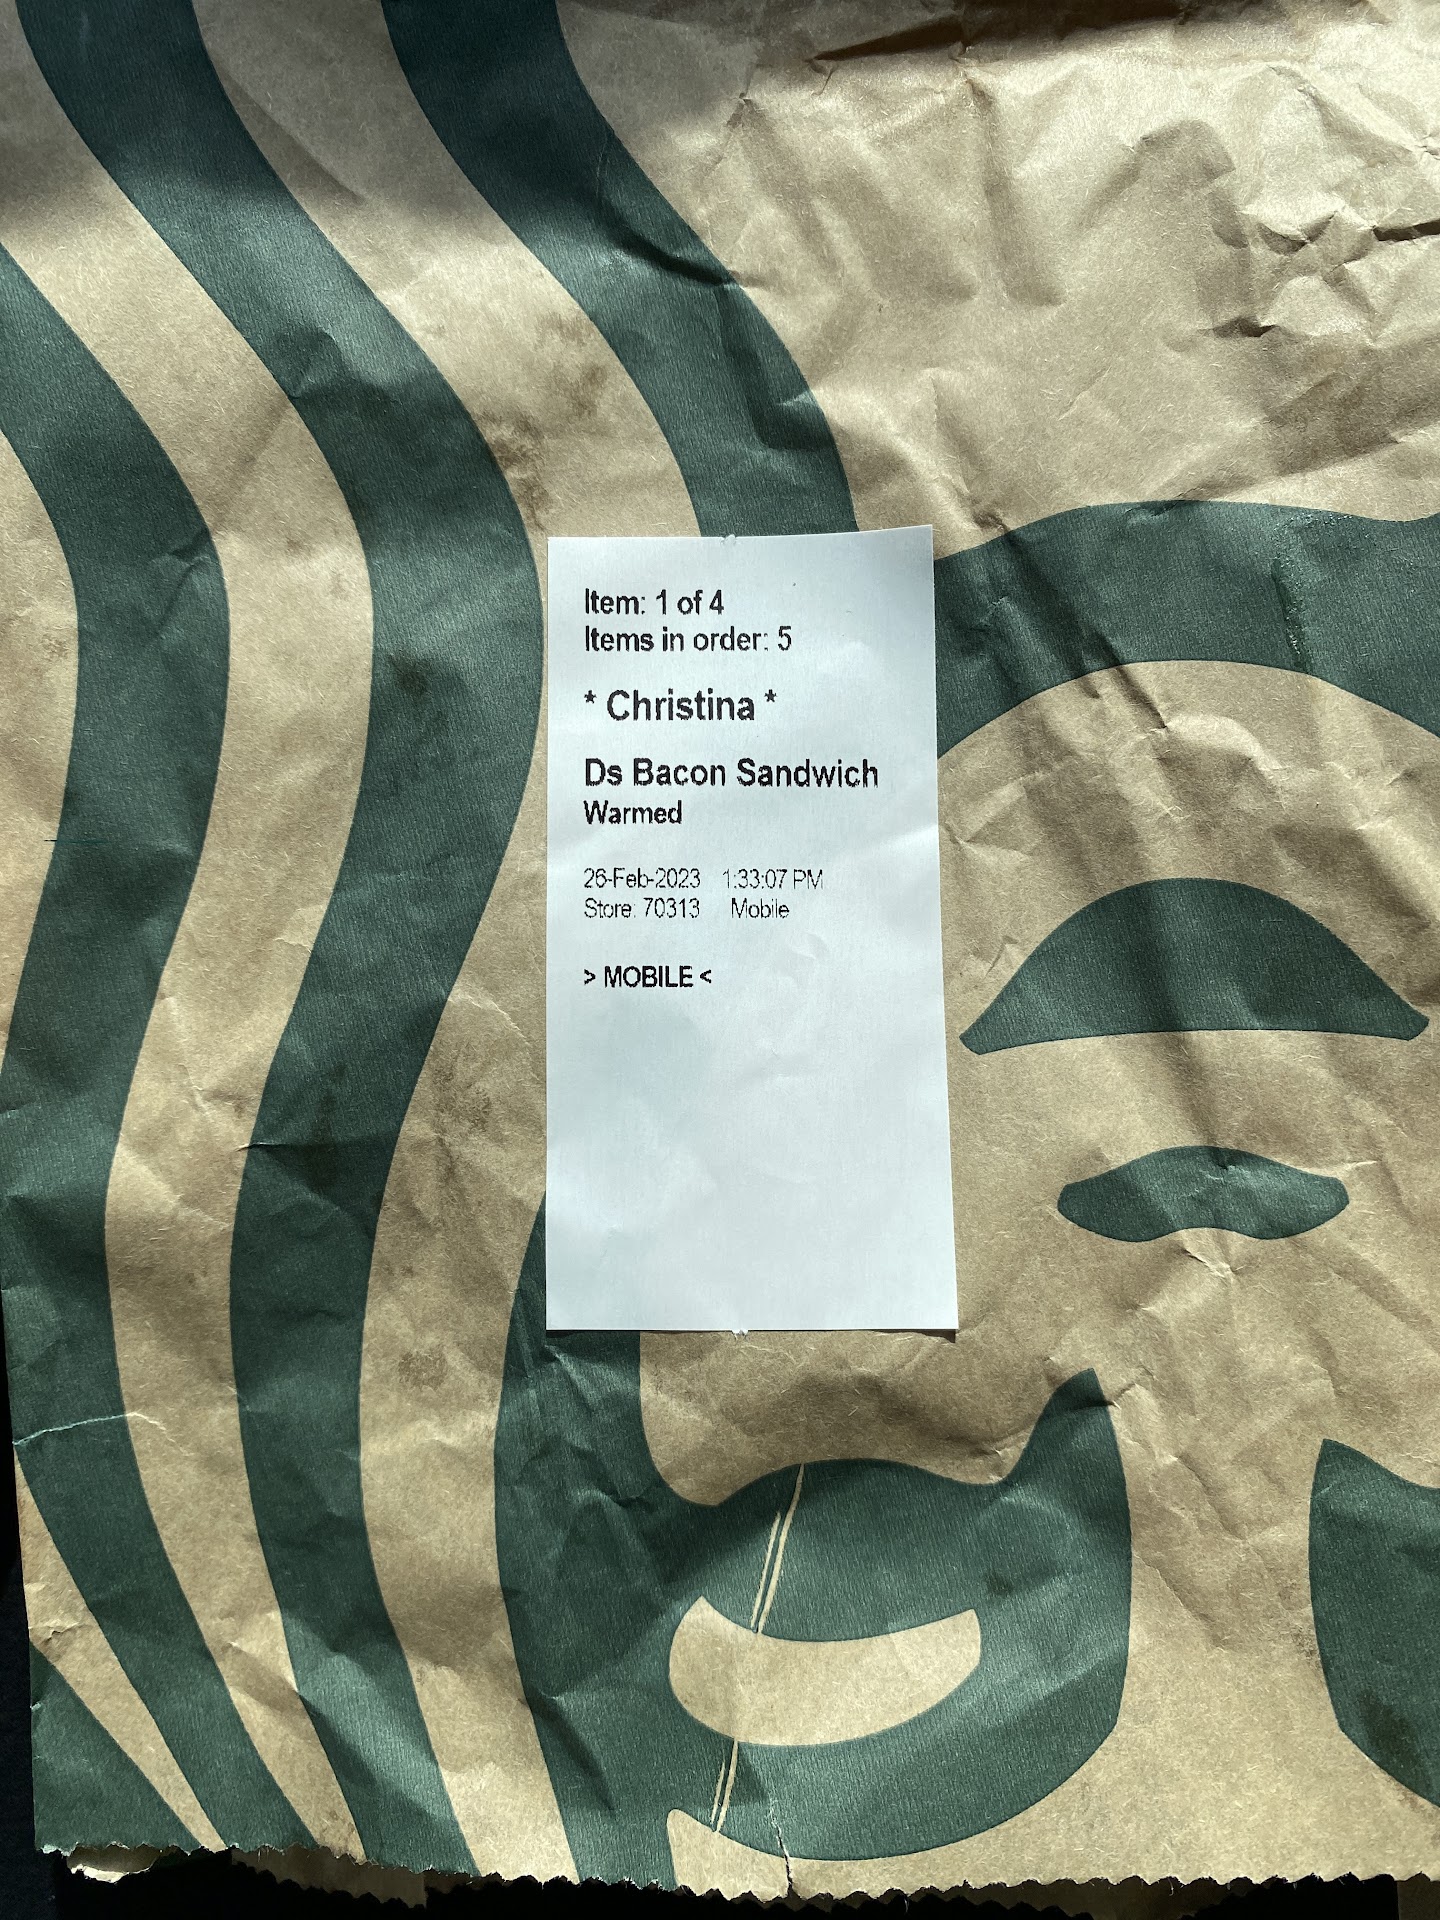 Item: 1 of 4
Items in order: 5
* Christina *
Ds Bacon Sandwich
Warmed
26-Feb-2023 1:33:07 PM
Store: 70313 Mobile
> MOBILE <